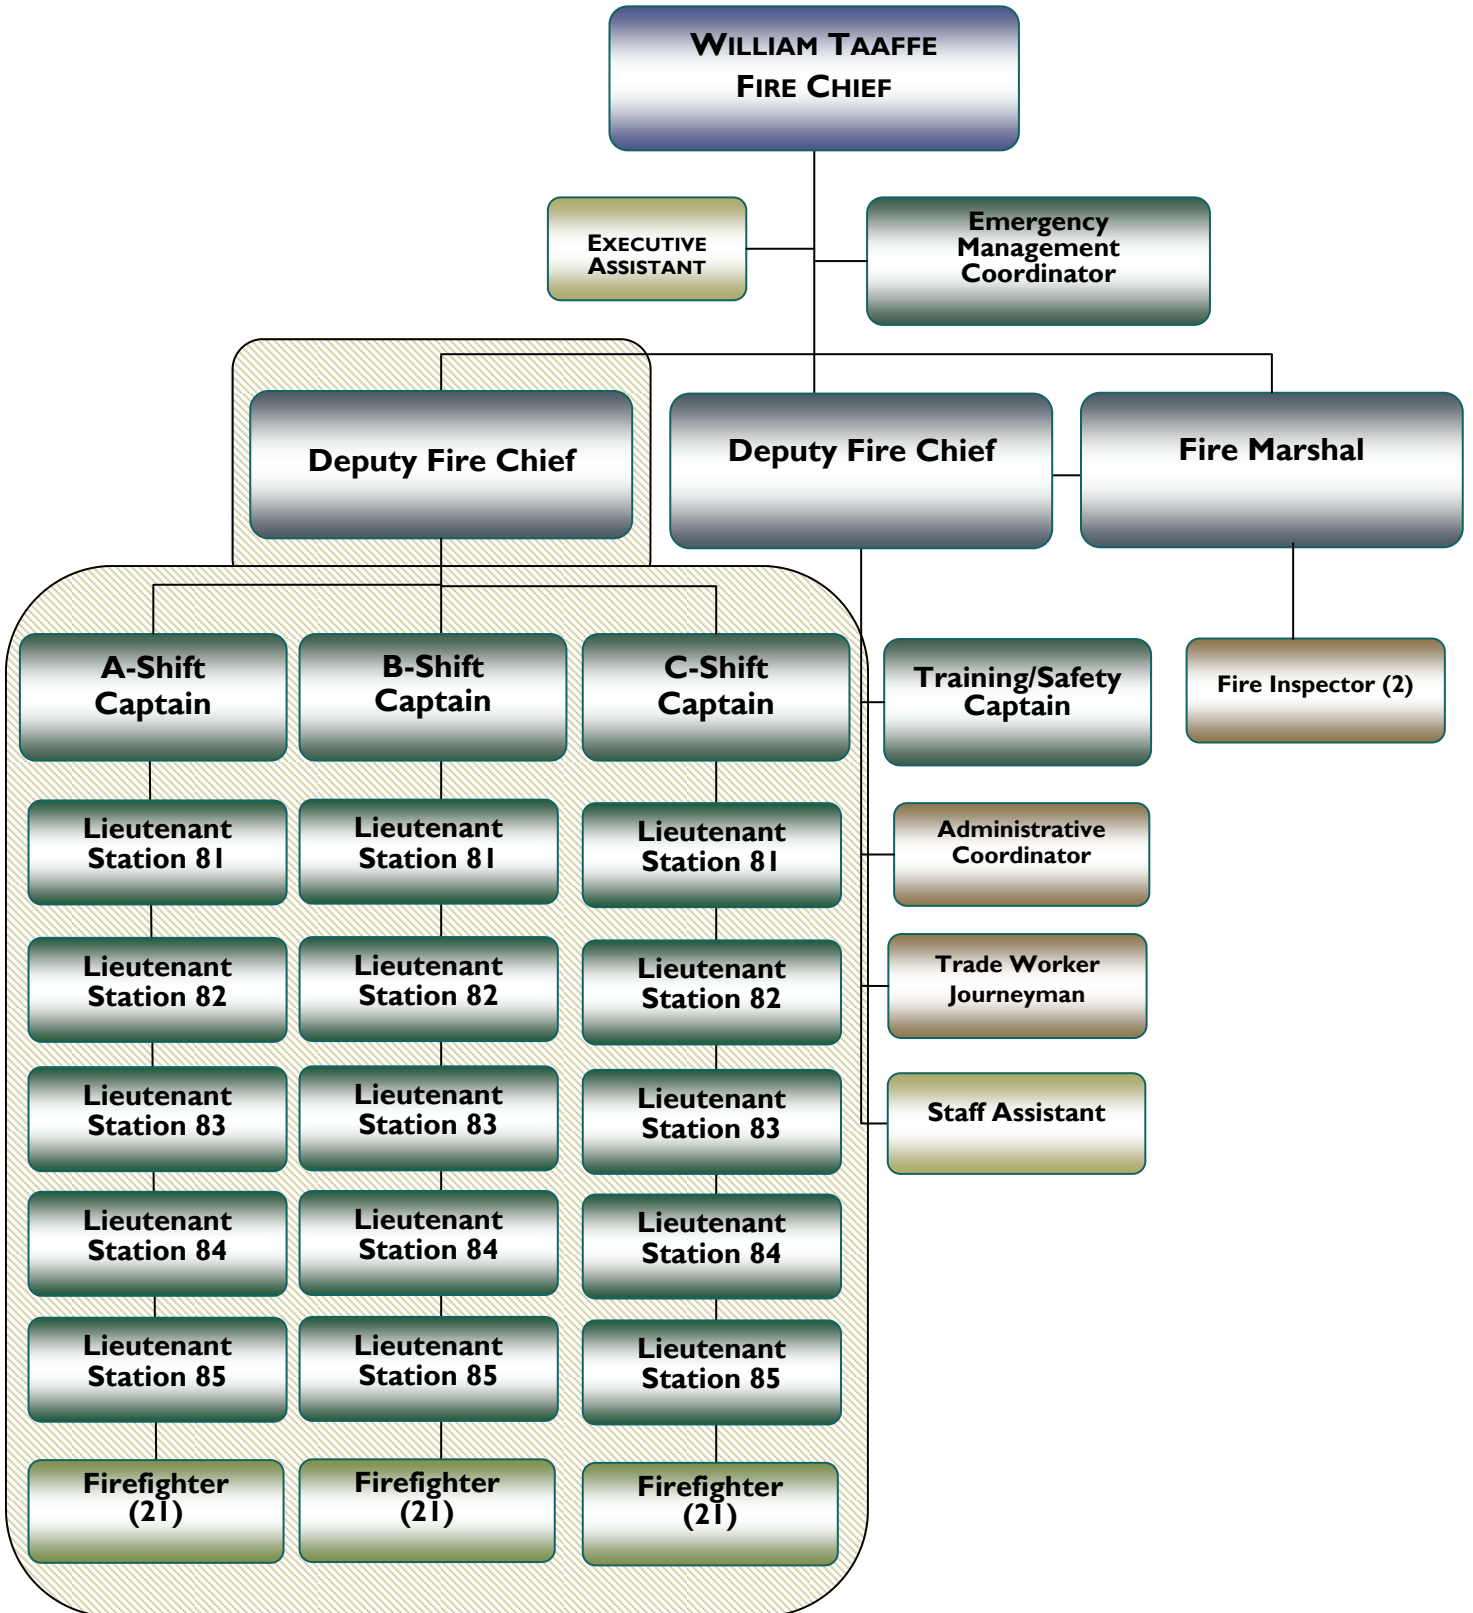 WILLIAM TAAFFE
FIRE CHIEF
EXECUTIVE
ASSISTANT
Emergency
Management
Coordinator
Deputy Fire Chief
Deputy Fire Chief
Fire Marshal
A-Shift
Captain
B-Shift
Captain
C-Shift
Captain
Training/Safety
Captain
Fire Inspector (2)
Lieutenant
Station 81
Lieutenant
Station 81
Lieutenant
Station 81
Administrative
Coordinator
Lieutenant
Station 82
Lieutenant
Station 82
Lieutenant
Station 82
Trade Worker
Journeyman
Lieutenant
Station 83
Lieutenant
Station 83
Lieutenant
Station 83
Staff Assistant
Lieutenant
Station 84
Lieutenant
Station 84
Lieutenant
Station 84
Lieutenant
Station 85
Lieutenant
Station 85
Lieutenant
Station 85
Firefighter
(21)
Firefighter
(21)
Firefighter
(21)